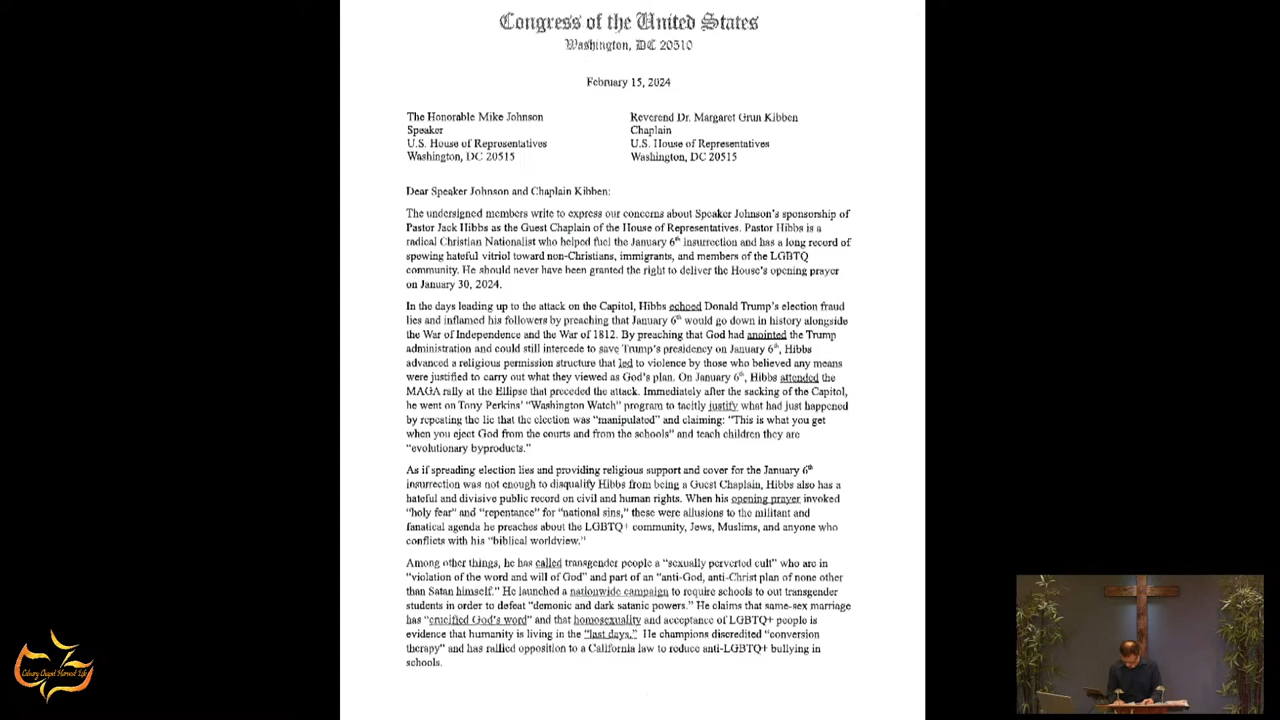 Congress of the United States
Washington, DC 20510
February 15, 2024
The Honorable Mike Johnson
Speaker
U.S. House of Representatives
Washington, DC 20515
Reverend Dr. Margaret Grun Kibben
Chaplain
U.S. House of Representatives
Washington, DC 20515
Dear Speaker Johnson and Chaplain Kibben:
The undersigned members write to express our concerns about Speaker Johnson's sponsorship of
Pastor Jack Hibbs as the Guest Chaplain of the House of Representatives. Pastor Hibbs is a
radical Christian Nationalist who helped fuel the January 6th insurrection and has a long record of
spewing hateful vitriol toward non-Christians, immigrants, and members of the LGBTQ
community. He should never have been granted the right to deliver the House's opening prayer
on January 30, 2024.
In the days leading up to the attack on the Capitol, Hibbs echoed Donald Trump's election fraud
lies and inflamed his followers by preaching that January 6th would go down in history alongside
the War of Independence and the War of 1812. By preaching that God had anointed the Trump
administration and could still intercede to save Trump's presidency on January 6th, Hibbs
advanced a religious permission structure that led to violence by those who believed any means
were justified to carry out what they viewed as God's plan. On January 6th, Hibbs attended the
MAGA rally at the Ellipse that preceded the attack. Immediately after the sacking of the Capitol,
he went on Tony Perkins' "Washington Watch" program to tacitly justify what had just happened
by repeating the lie that the election was "manipulated" and claiming: "This is what you get
when you eject God from the courts and from the schools" and teach children they are
"evolutionary byproducts."
As if spreading election lies and providing religious support and cover for the January 6th
insurrection was not enough to disqualify Hibbs from being a Guest Chaplain, Hibbs also has a
hateful and divisive public record on civil and human rights. When his opening prayer invoked
"holy fear" and "repentance" for "national sins," these were allusions to the militant and
fanatical agenda he preaches about the LGBTQ+ community, Jews, Muslims, and anyone who
conflicts with his "biblical worldview."
Among other things, he has called transgender people a "sexually perverted cult" who are in
"violation of the word and will of God" and part of an "anti-God, anti-Christ plan of none other
than Satan himself." He launched a nationwide campaign to require schools to out transgender
students in order to defeat "demonic and dark satanic powers." He claims that same-sex marriage
has "crucified God's word" and that homosexuality and acceptance of LGBTQ+ people is
evidence that humanity is living in the "last days." He champions discredited "conversion
therapy" and has rallied opposition to a California law to reduce anti-LGBTQ+ bullying in
schools.
Calvary Chapel Harvest Life